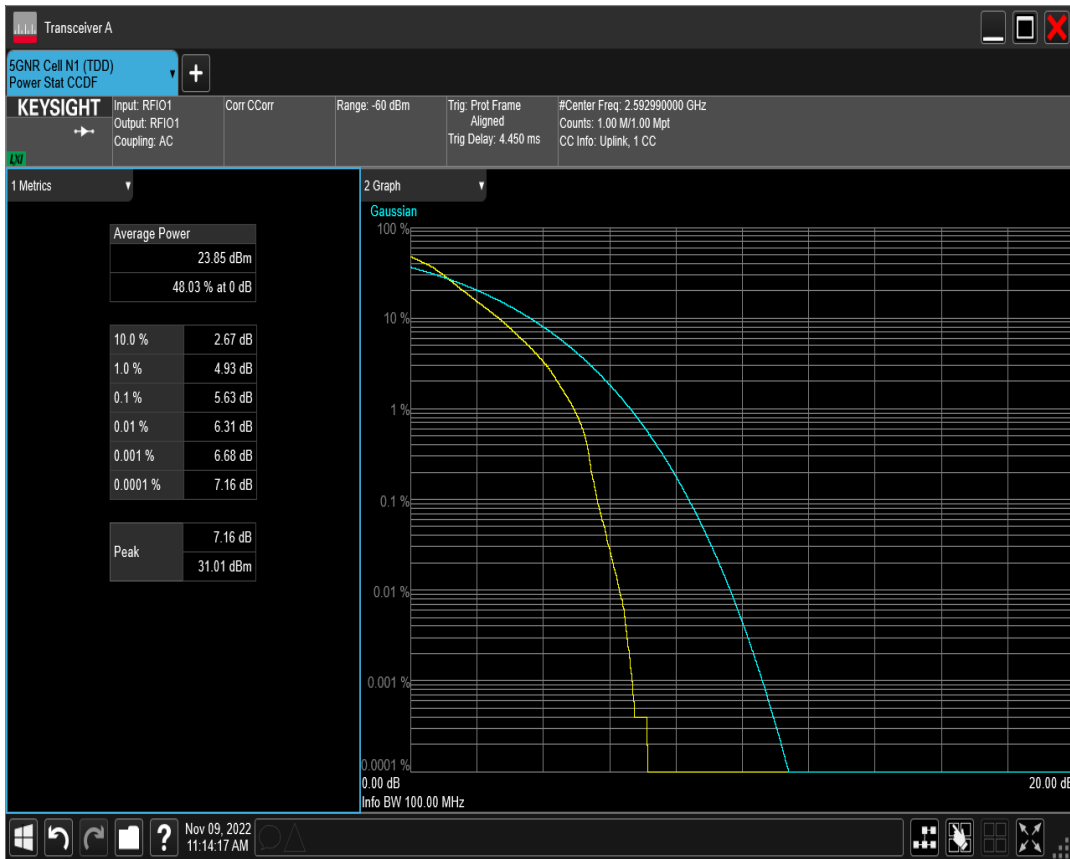 Transceiver A
5GNR Cell N1 (TDD)
Power Stat CCDF
+
KEYSIGHT
LXI
Input: RFIO1
Output: RFIO1
Coupling: AC
Corr CCorr
Range: -60 dBm
Trig: Prot Frame
Aligned
Trig Delay: 4.450 ms
#Center Freq: 2.592990000 GHz
Counts: 1.00 M/1.00 Mpt
CC Info: Uplink, 1 CC
1 Metrics
Average Power
23.85 dBm
48.03 % at 0 dB
10.0 % 2.67 dB
1.0 % 4.93 dB
0.1 % 5.63 dB
0.01 % 6.31 dB
0.001 % 6.68 dB
0.0001 % 7.16 dB
Peak 7.16 dB
31.01 dBm
2 Graph
Gaussian
100 %
10 %
1 %
0.1 %
0.01 %
0.001 %
0.0001 %
0.00 dB 20.00 dB
Info BW 100.00 MHz
?
Nov 09, 2022
11:14:17 AM